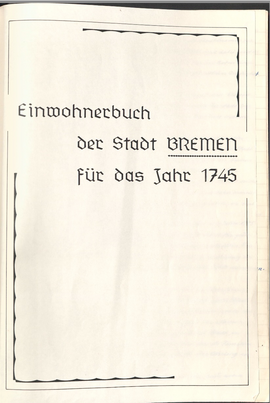 Einwohnerbuch
der Stadt BREMEN
für das Jahr 1745